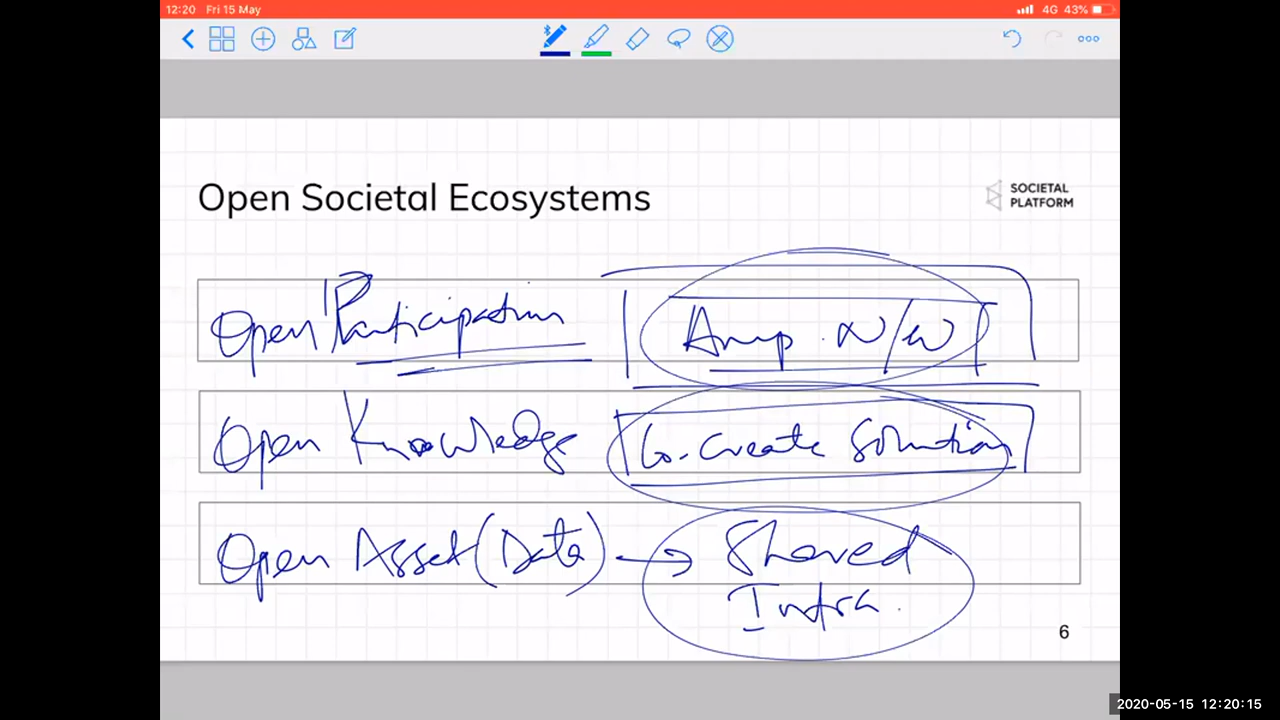 12:20 Fri 15 May 4G 43%
Open Societal Ecosystems
SOCIETAL
PLATFORM
Open Participation Amp. N/W
Open Knowledge Co-create Solution
Open Asset (Data) → Shared
Infra.
6
2020-05-15 12:20:15